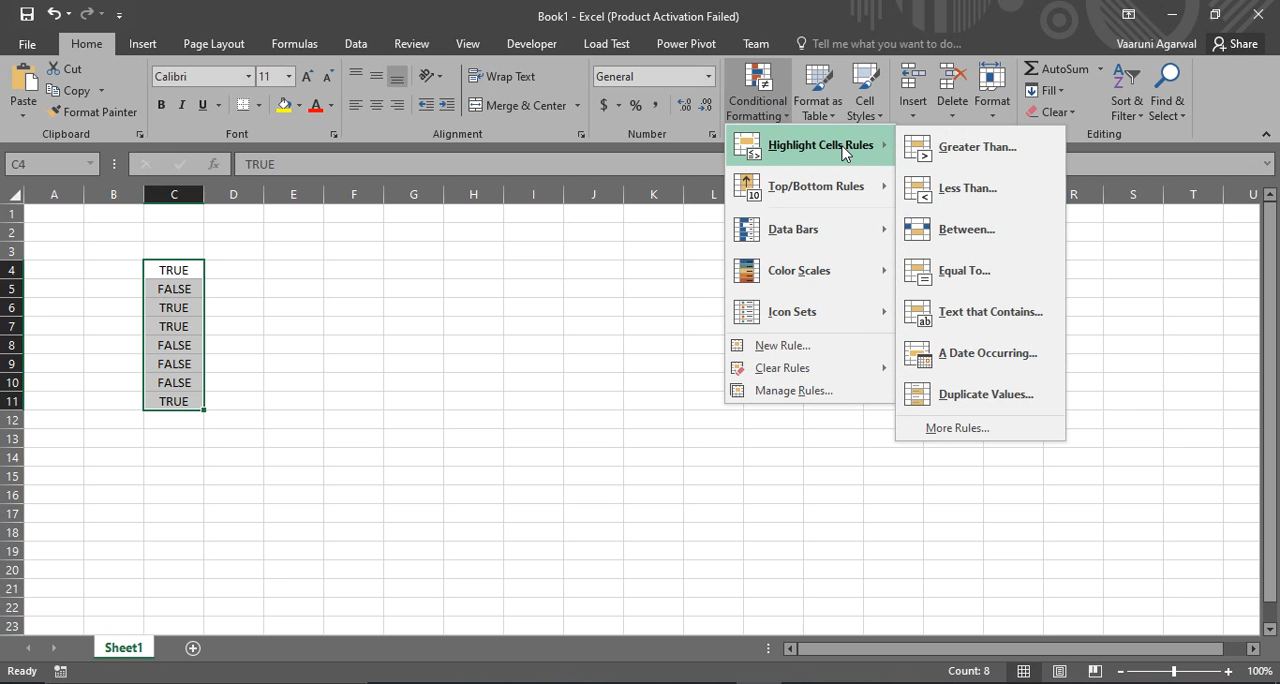 Book1 - Excel (Product Activation Failed)
File Home Insert Page Layout Formulas Data Review View Developer Load Test Power Pivot Team Tell me what you want to do... Vaaruni Agarwal Share
Paste Cut Copy Format Painter
Clipboard
Calibri 11
B I U A
Font
Wrap Text
Merge & Center
Alignment
General
$ % ,
Number
Conditional Formatting
Format as Table
Cell Styles
Insert Delete Format
AutoSum
Fill
Clear
Sort & Filter
Find & Select
Editing
C4 fx TRUE
Highlight Cells Rules
Top/Bottom Rules
Data Bars
Color Scales
Icon Sets
New Rule...
Clear Rules
Manage Rules...
Greater Than...
Less Than...
Between...
Equal To...
Text that Contains...
A Date Occurring...
Duplicate Values...
More Rules...
A B C D E F G H I J K L R S T U
1
2
3
4 TRUE
5 FALSE
6 TRUE
7 TRUE
8 FALSE
9 FALSE
10 FALSE
11 TRUE
12
13
14
15
16
17
18
19
20
21
22
23
Sheet1
Ready Count: 8 100%